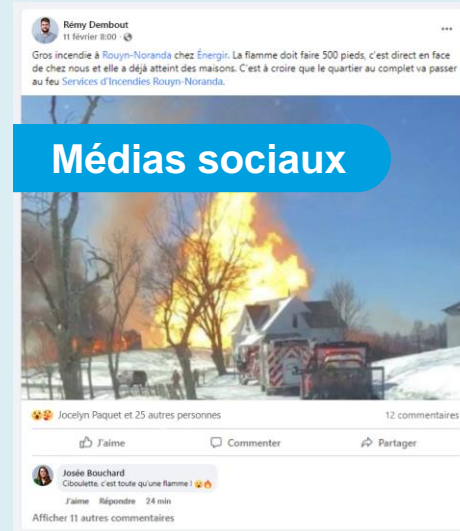 Rémy Dembout
11 février 8:00 ·
Gros incendie à Rouyn-Noranda chez Énergir. La flamme doit faire 500 pieds, c'est direct en face
de chez nous et elle a déjà atteint des maisons. C'est à croire que le quartier au complet va passer
au feu Services d'Incendies Rouyn-Noranda.
Médias sociaux
Jocelyn Paquet et 25 autres personnes 12 commentaires
J'aime Commenter Partager
Josée Bouchard
Ciboulette, c'est toute qu'une flamme !
J'aime Répondre 24 min
Afficher 11 autres commentaires